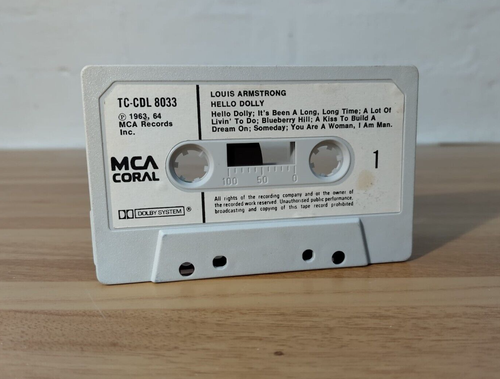 TC-CDL 8033
℗ 1963, 64
MCA Records
Inc.
LOUIS ARMSTRONG
HELLO DOLLY
Hello Dolly; It's Been A Long, Long Time; A Lot Of
Livin' To Do; Blueberry Hill; A Kiss To Build A
Dream On; Someday; You Are A Woman, I Am Man.
MCA
CORAL
100 50 0
1
DOLBY SYSTEM ®
All rights of the recording company and of the owner of
the recorded work reserved. Unauthorized public performance,
broadcasting and copying of this tape record prohibited